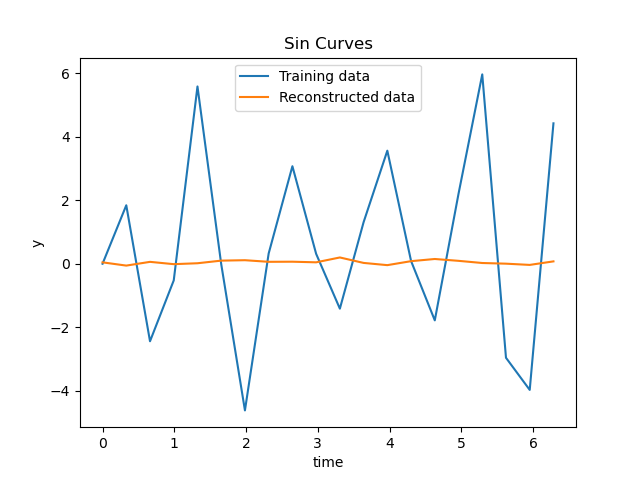 Sin Curves
Training data
Reconstructed data
y
6
4
2
0
−2
−4
0 1 2 3 4 5 6
time